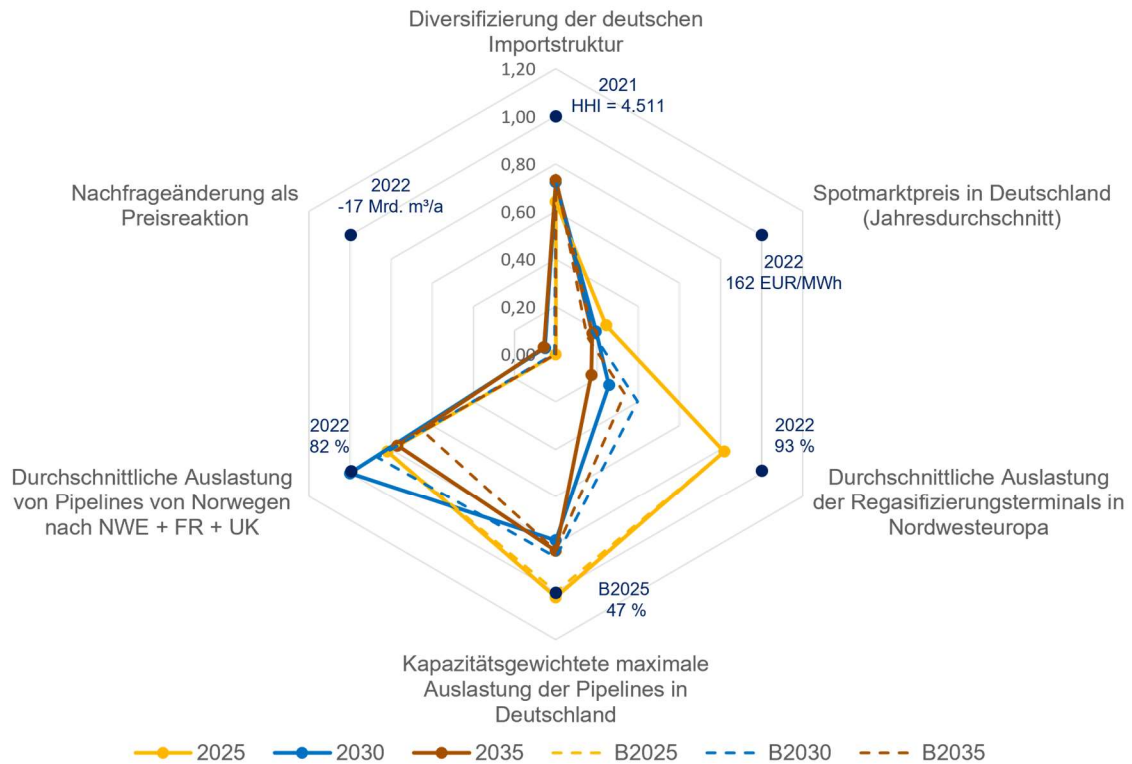 Diversifizierung der deutschen
Importstruktur
1,20
2021
HHI = 4.511
1,00
0,80
0,60
0,40
0,20
0,00
Nachfrageänderung als
Preisreaktion
2022
-17 Mrd. m³/a
Spotmarktpreis in Deutschland
(Jahresdurchschnitt)
2022
162 EUR/MWh
2022
82 %
2022
93 %
Durchschnittliche Auslastung
von Pipelines von Norwegen
nach NWE + FR + UK
Durchschnittliche Auslastung
der Regasifizierungsterminals in
Nordwesteuropa
B2025
47 %
Kapazitätsgewichtete maximale
Auslastung der Pipelines in
Deutschland
2025 2030 2035 B2025 B2030 B2035